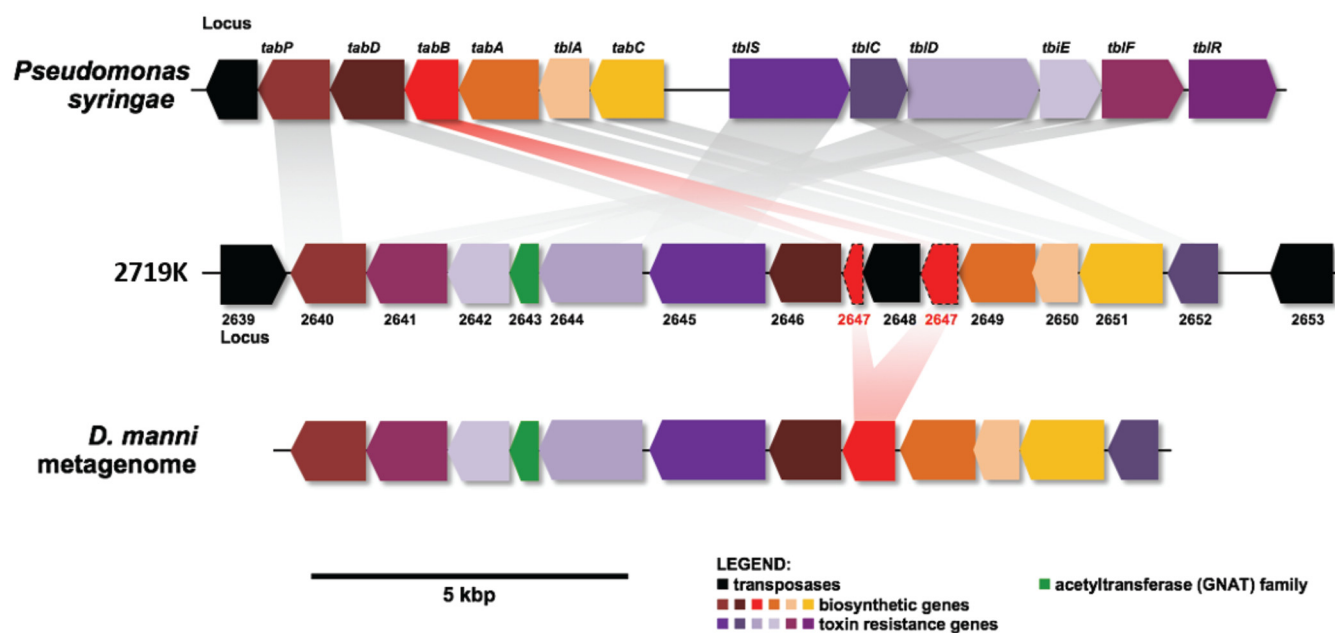 Locus
tabP tabD tabB tabA tblA tabC tblS tblC tblD tbiE tblF tblR
Pseudomonas
syringae
2719K
2639 2640 2641 2642 2643 2644 2645 2646 2647 2648 2647 2649 2650 2651 2652 2653
Locus
D. manni
metagenome
5 kbp
LEGEND:
transposases
acetyltransferase (GNAT) family
biosynthetic genes
toxin resistance genes